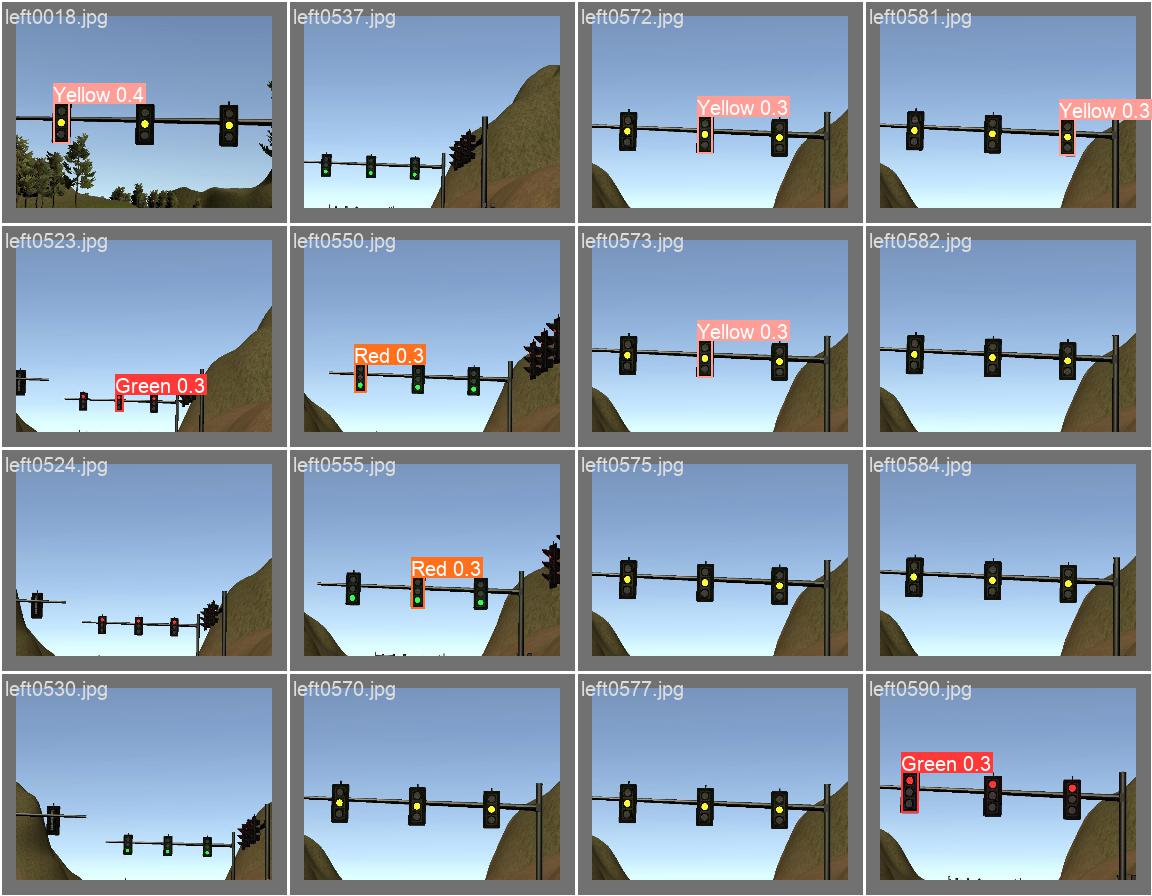 left0018.jpg
left0537.jpg
left0572.jpg
left0581.jpg
Yellow 0.4
Yellow 0.3
Yellow 0.3
left0523.jpg
left0550.jpg
left0573.jpg
left0582.jpg
Green 0.3
Red 0.3
Yellow 0.3
left0524.jpg
left0555.jpg
left0575.jpg
left0584.jpg
Red 0.3
left0530.jpg
left0570.jpg
left0577.jpg
left0590.jpg
Green 0.3